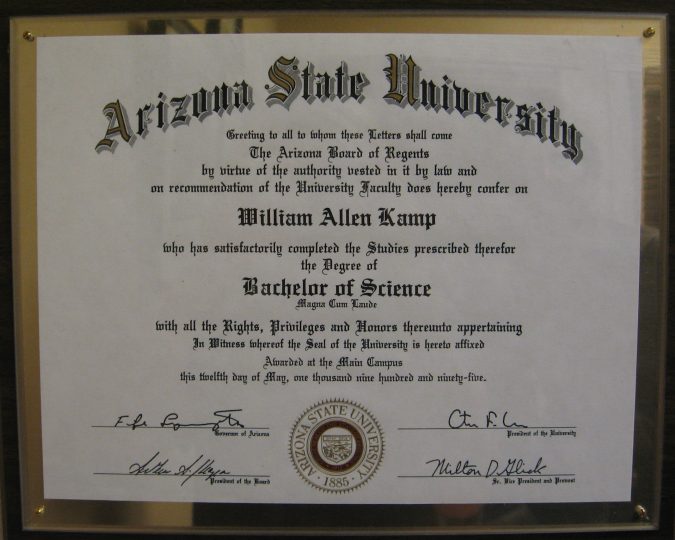 Arizona State University
Greeting to all to whom these Letters shall come
The Arizona Board of Regents
by virtue of the authority vested in it by law and
on recommendation of the University Faculty does hereby confer on
William Allen Kamp
who has satisfactorily completed the Studies prescribed therefor
the Degree of
Bachelor of Science
Magna Cum Laude
with all the Rights, Privileges and Honors thereunto appertaining
In Witness whereof the Seal of the University is hereto affixed
Awarded at the Main Campus
this twelfth day of May, one thousand nine hundred and ninety-five.
Governor of Arizona
President of the University
ARIZONA STATE UNIVERSITY
1885
Milton D. Glick
President of the Board
Sr. Vice President and Provost